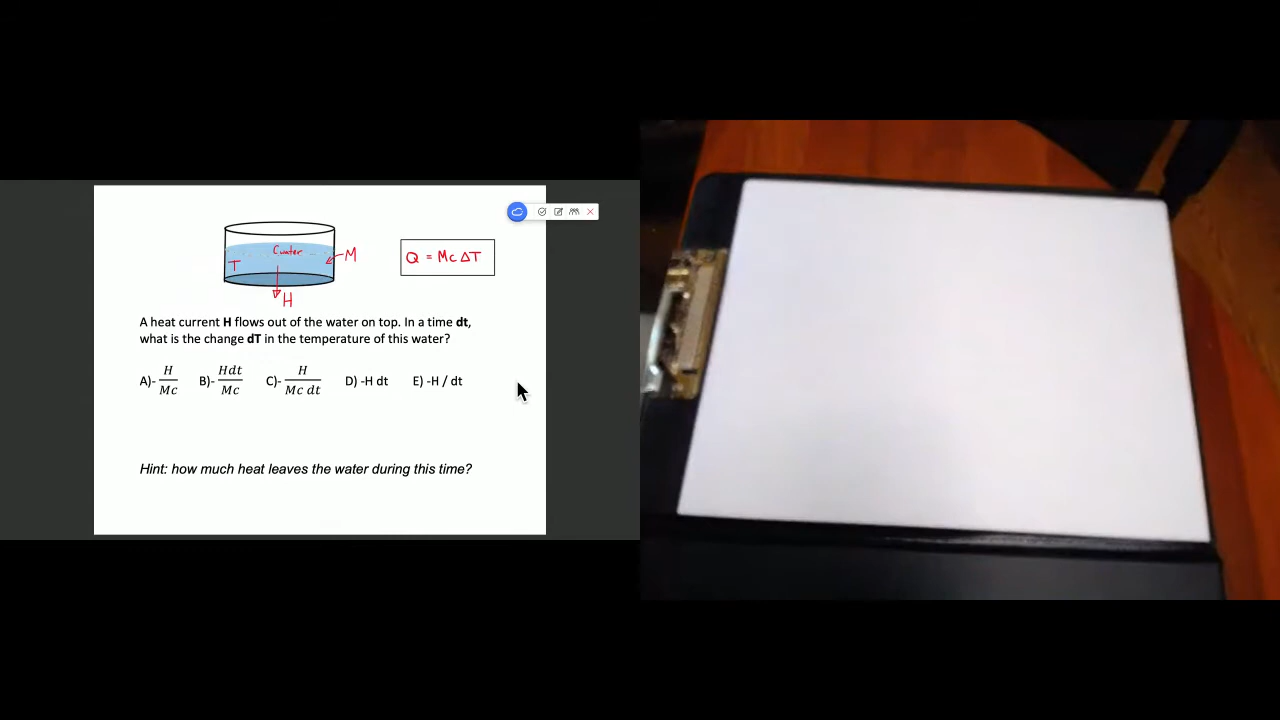 C water
T
M
H
Q = Mc ΔT
A heat current H flows out of the water on top. In a time dt,
what is the change dT in the temperature of this water?
A)- H/Mc B)- Hdt/Mc C)- H/Mc dt D) -H dt E) -H / dt
Hint: how much heat leaves the water during this time?